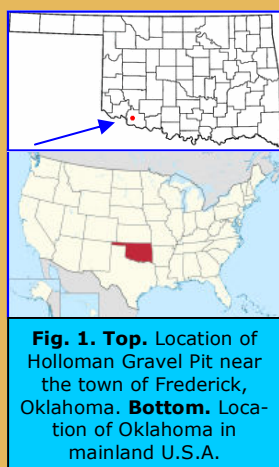 Fig. 1. Top. Location of
Holloman Gravel Pit near
the town of Frederick,
Oklahoma. Bottom. Loca-
tion of Oklahoma in
mainland U.S.A.